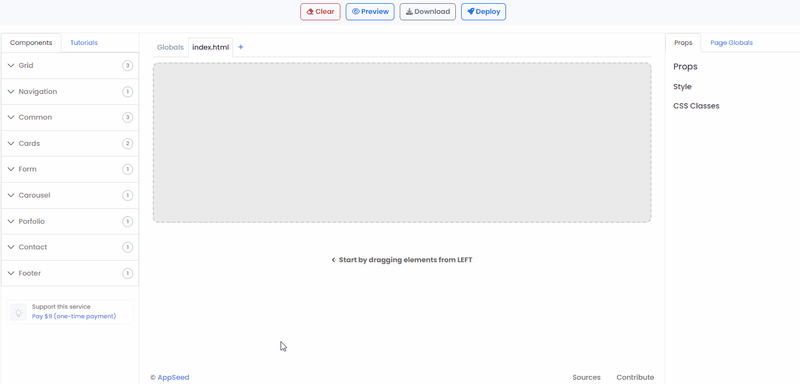 Clear Preview Download Deploy
Components Tutorials
Grid 3
Navigation 1
Common 3
Cards 2
Form 1
Carousel 1
Porfolio 1
Contact 1
Footer 1
Support this service
Pay $9 (one-time payment)
Globals index.html +
Start by dragging elements from LEFT
© AppSeed Sources Contribute
Props Page Globals
Props
Style
CSS Classes